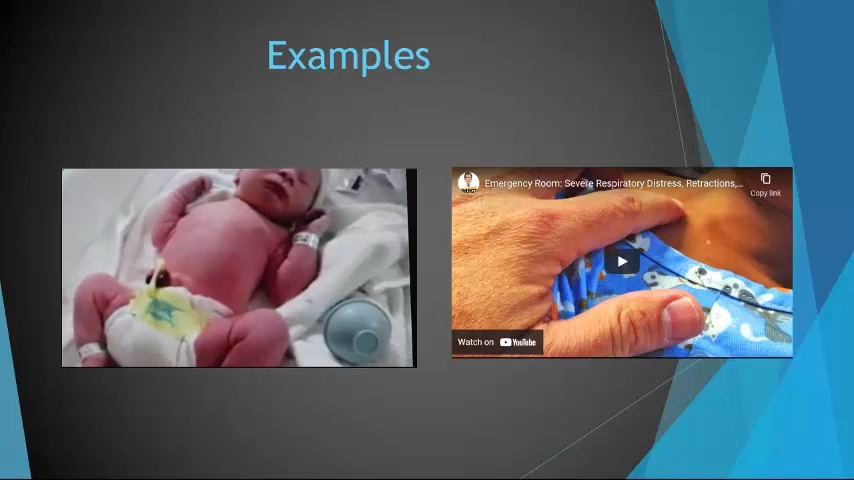 Examples
Emergency Room: Severe Respiratory Distress, Retractions,...
Copy link
Watch on YouTube